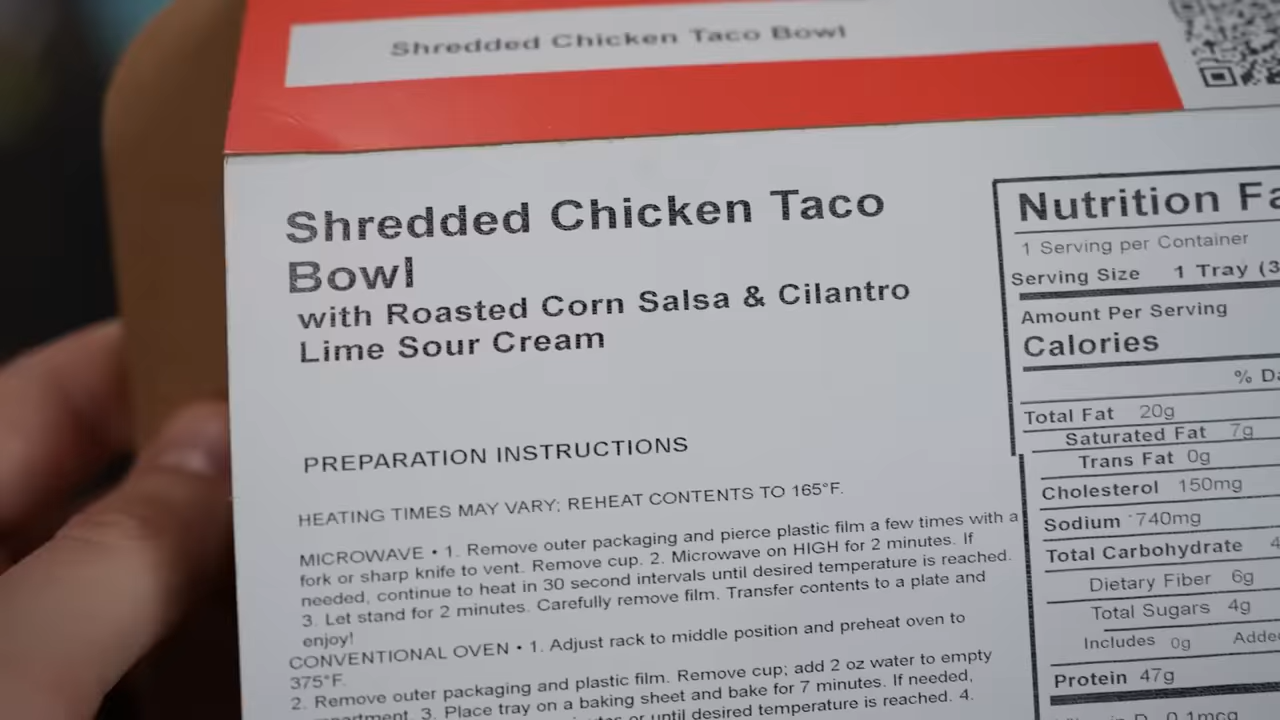 Shredded Chicken Taco Bowl
Shredded Chicken Taco
Bowl
with Roasted Corn Salsa & Cilantro
Lime Sour Cream
PREPARATION INSTRUCTIONS
HEATING TIMES MAY VARY; REHEAT CONTENTS TO 165°F.
MICROWAVE • 1. Remove outer packaging and pierce plastic film a few times with a
fork or sharp knife to vent. Remove cup. 2. Microwave on HIGH for 2 minutes. If
needed, continue to heat in 30 second intervals until desired temperature is reached.
3. Let stand for 2 minutes. Carefully remove film. Transfer contents to a plate and
enjoy!
CONVENTIONAL OVEN • 1. Adjust rack to middle position and preheat oven to
375°F.
2. Remove outer packaging and plastic film. Remove cup; add 2 oz water to empty
3. Place tray on a baking sheet and bake for 7 minutes. If needed,
or until desired temperature is reached. 4.
Nutrition
1 Serving per Container
Serving Size 1 Tray (3
Amount Per Serving
Calories
%
Total Fat 20g
Saturated Fat 7g
Trans Fat 0g
Cholesterol 150mg
Sodium 740mg
Total Carbohydrate 4
Dietary Fiber 6g
Total Sugars 4g
Includes 0g
Protein 47g
0.1mcg